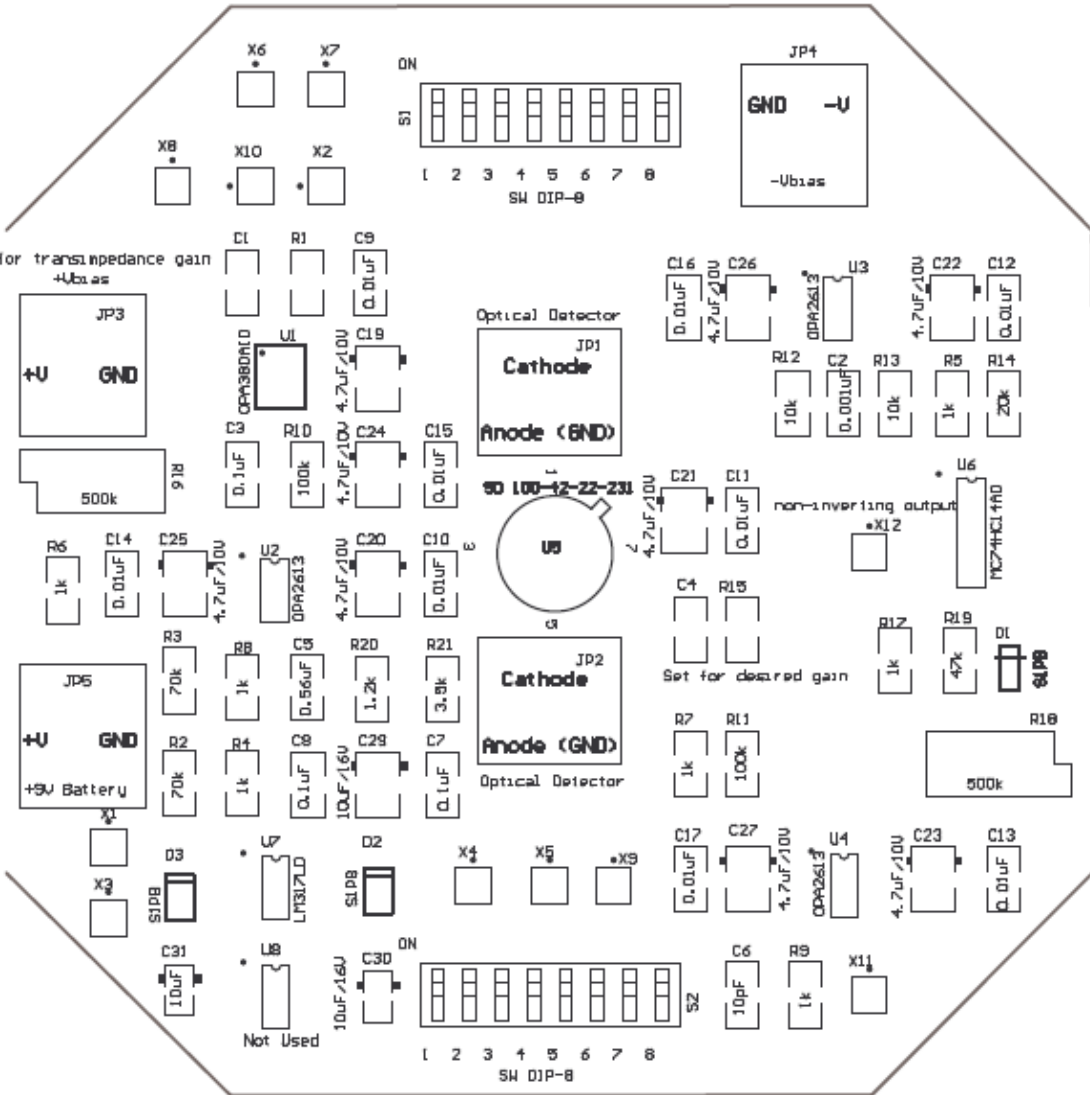 X6 X7 ON JP4
GND -V
S1
X8 X10 X2
1 2 3 4 5 6 7 8
-Vbias
SW DIP-8
C1 R1 C9
for transimpedance gain
+Vbias
0.01uF
C16 C26 U3 C22 C12
0.01uF 4.7uF/10V OPA2613 4.7uF/10V 0.01uF
JP3
+V GND
U1
OPA380AID
C19
4.7uF/10V
Optical Detector
JP1
Cathode
Anode (GND)
R12 C2 R13 R5 R14
10k 0.001uF 10k 1k 20k
C3 R10 C24 C15
0.1uF 100k 4.7uF/10V 0.01uF
R16
500k
1
SD 100-42-22-231
U5
3
7
5
C21 C11
4.7uF/10V 0.01uF
non-inverting output
X12
U6
MC74HC14AD
R6 C14 C25 U2 C20 C10
1k 0.01uF 4.7uF/10V OPA2613 4.7uF/10V 0.01uF
C4 R15
Set for desired gain
R17 R19 D1
1k 47k S1PB
R3 R8 C5 R20 R21
70k 1k 0.56uF 1.2k 3.8k
JP5
+V GND
+9V Battery
JP2
Cathode
Anode (GND)
Optical Detector
R2 R4 C8 C29 C7
70k 1k 0.1uF 10uF/16V 0.1uF
R7 R11
1k 100k
R18
500k
X1
X3
D3 U7 D2
S1PB LM317LD S1PB
X4 X5 X9
C17 C27 U4 C23 C13
0.01uF 4.7uF/10V OPA2613 4.7uF/10V 0.01uF
C31 U8 C30
10uF 10uF/16V
Not Used
ON
S2
1 2 3 4 5 6 7 8
SW DIP-8
C6 R9 X11
10pF 1k